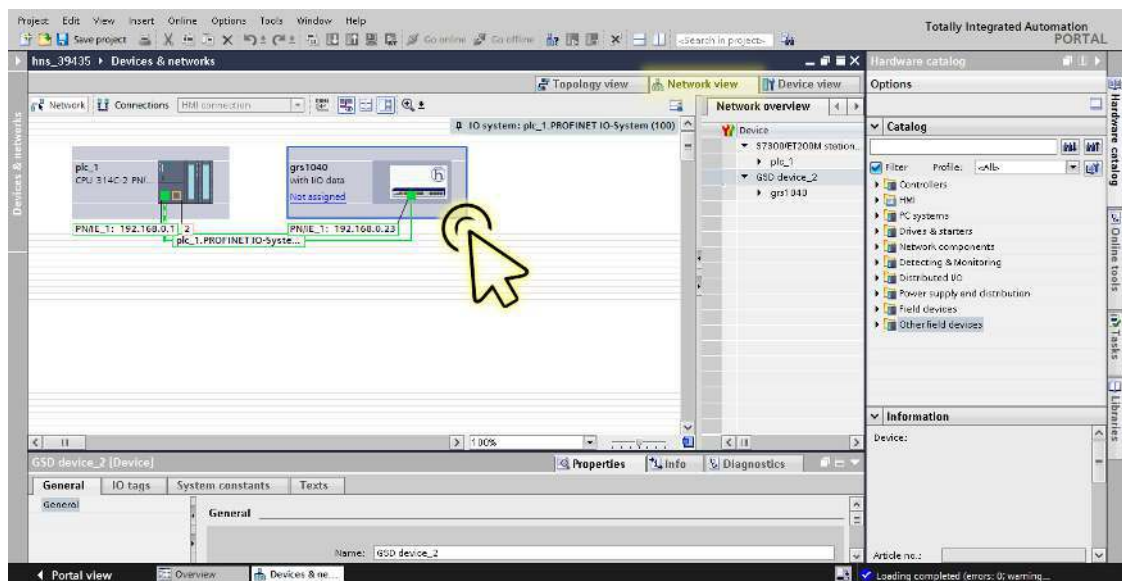 Project Edit View Insert Online Options Tools Window Help
Totally Integrated Automation
PORTAL
Save project Go online Go offline <Search in project>
hns_39435 Devices & networks
Hardware catalog
Topology view Network view Device view
Options
Network Connections HMI connection
Network overview
IO system: plc_1.PROFINET IO-System (100)
Catalog
Device
S7300/ET200M station...
plc_1
GSD device_2
grs1040
plc_1
CPU 314C-2 PN/...
grs1040
with I/O data
Not assigned
PN/IE_1: 192.168.0.1 2
PN/IE_1: 192.168.0.23
plc_1.PROFINET IO-Syste...
Filter Profile: <All>
Controllers
HMI
PC systems
Drives & starters
Network components
Detecting & Monitoring
Distributed I/O
Power supply and distribution
Field devices
Other field devices
Devices & networks
Hardware catalog
Online tools
Tasks
Libraries
100%
Information
Device:
Article no.:
GSD device_2 [Device]
Properties Info Diagnostics
General IO tags System constants Texts
General
General
Name: GSD device_2
Portal view Overview Devices & ne...
Loading completed (errors: 0; warning...